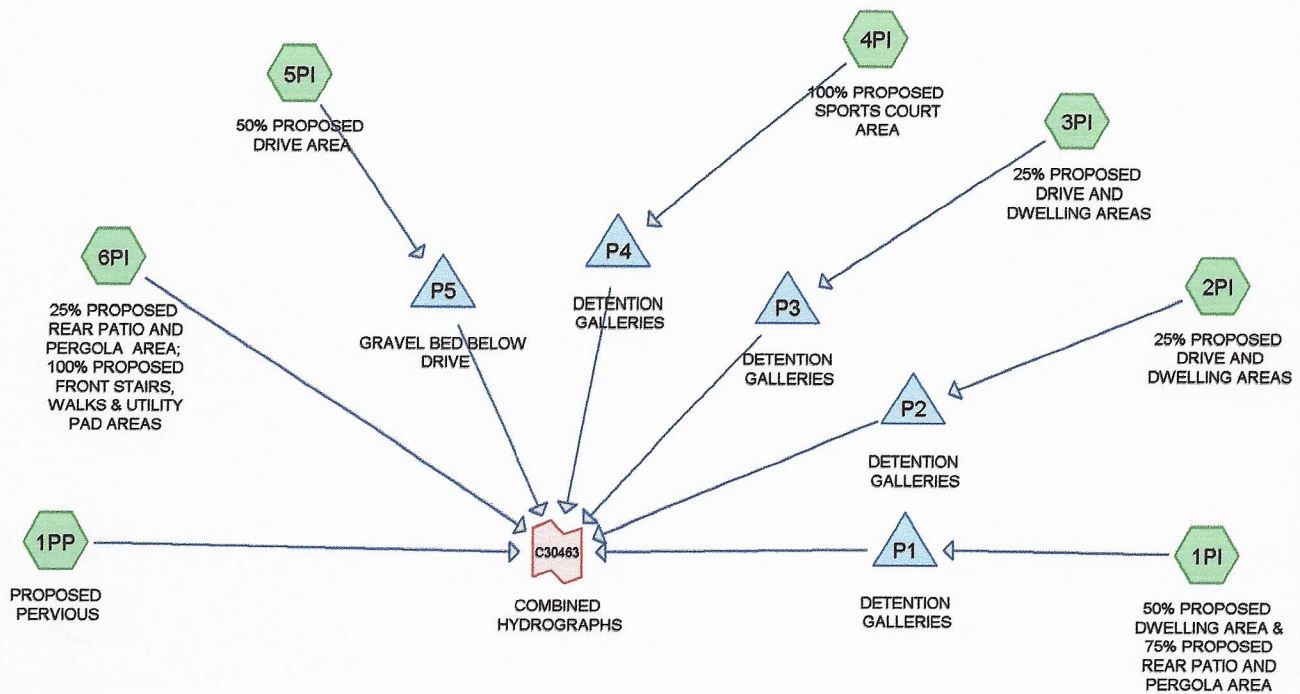 4PI
100% PROPOSED
SPORTS COURT
AREA
5PI
50% PROPOSED
DRIVE AREA
3PI
25% PROPOSED
DRIVE AND
DWELLING AREAS
6PI
25% PROPOSED
REAR PATIO AND
PERGOLA AREA;
100% PROPOSED
FRONT STAIRS,
WALKS & UTILITY
PAD AREAS
P5
GRAVEL BED BELOW
DRIVE
P4
DETENTION
GALLERIES
P3
DETENTION
GALLERIES
2PI
25% PROPOSED
DRIVE AND
DWELLING AREAS
P2
DETENTION
GALLERIES
1PP
PROPOSED
PERVIOUS
C30463
COMBINED
HYDROGRAPHS
P1
DETENTION
GALLERIES
1PI
50% PROPOSED
DWELLING AREA &
75% PROPOSED
REAR PATIO AND
PERGOLA AREA